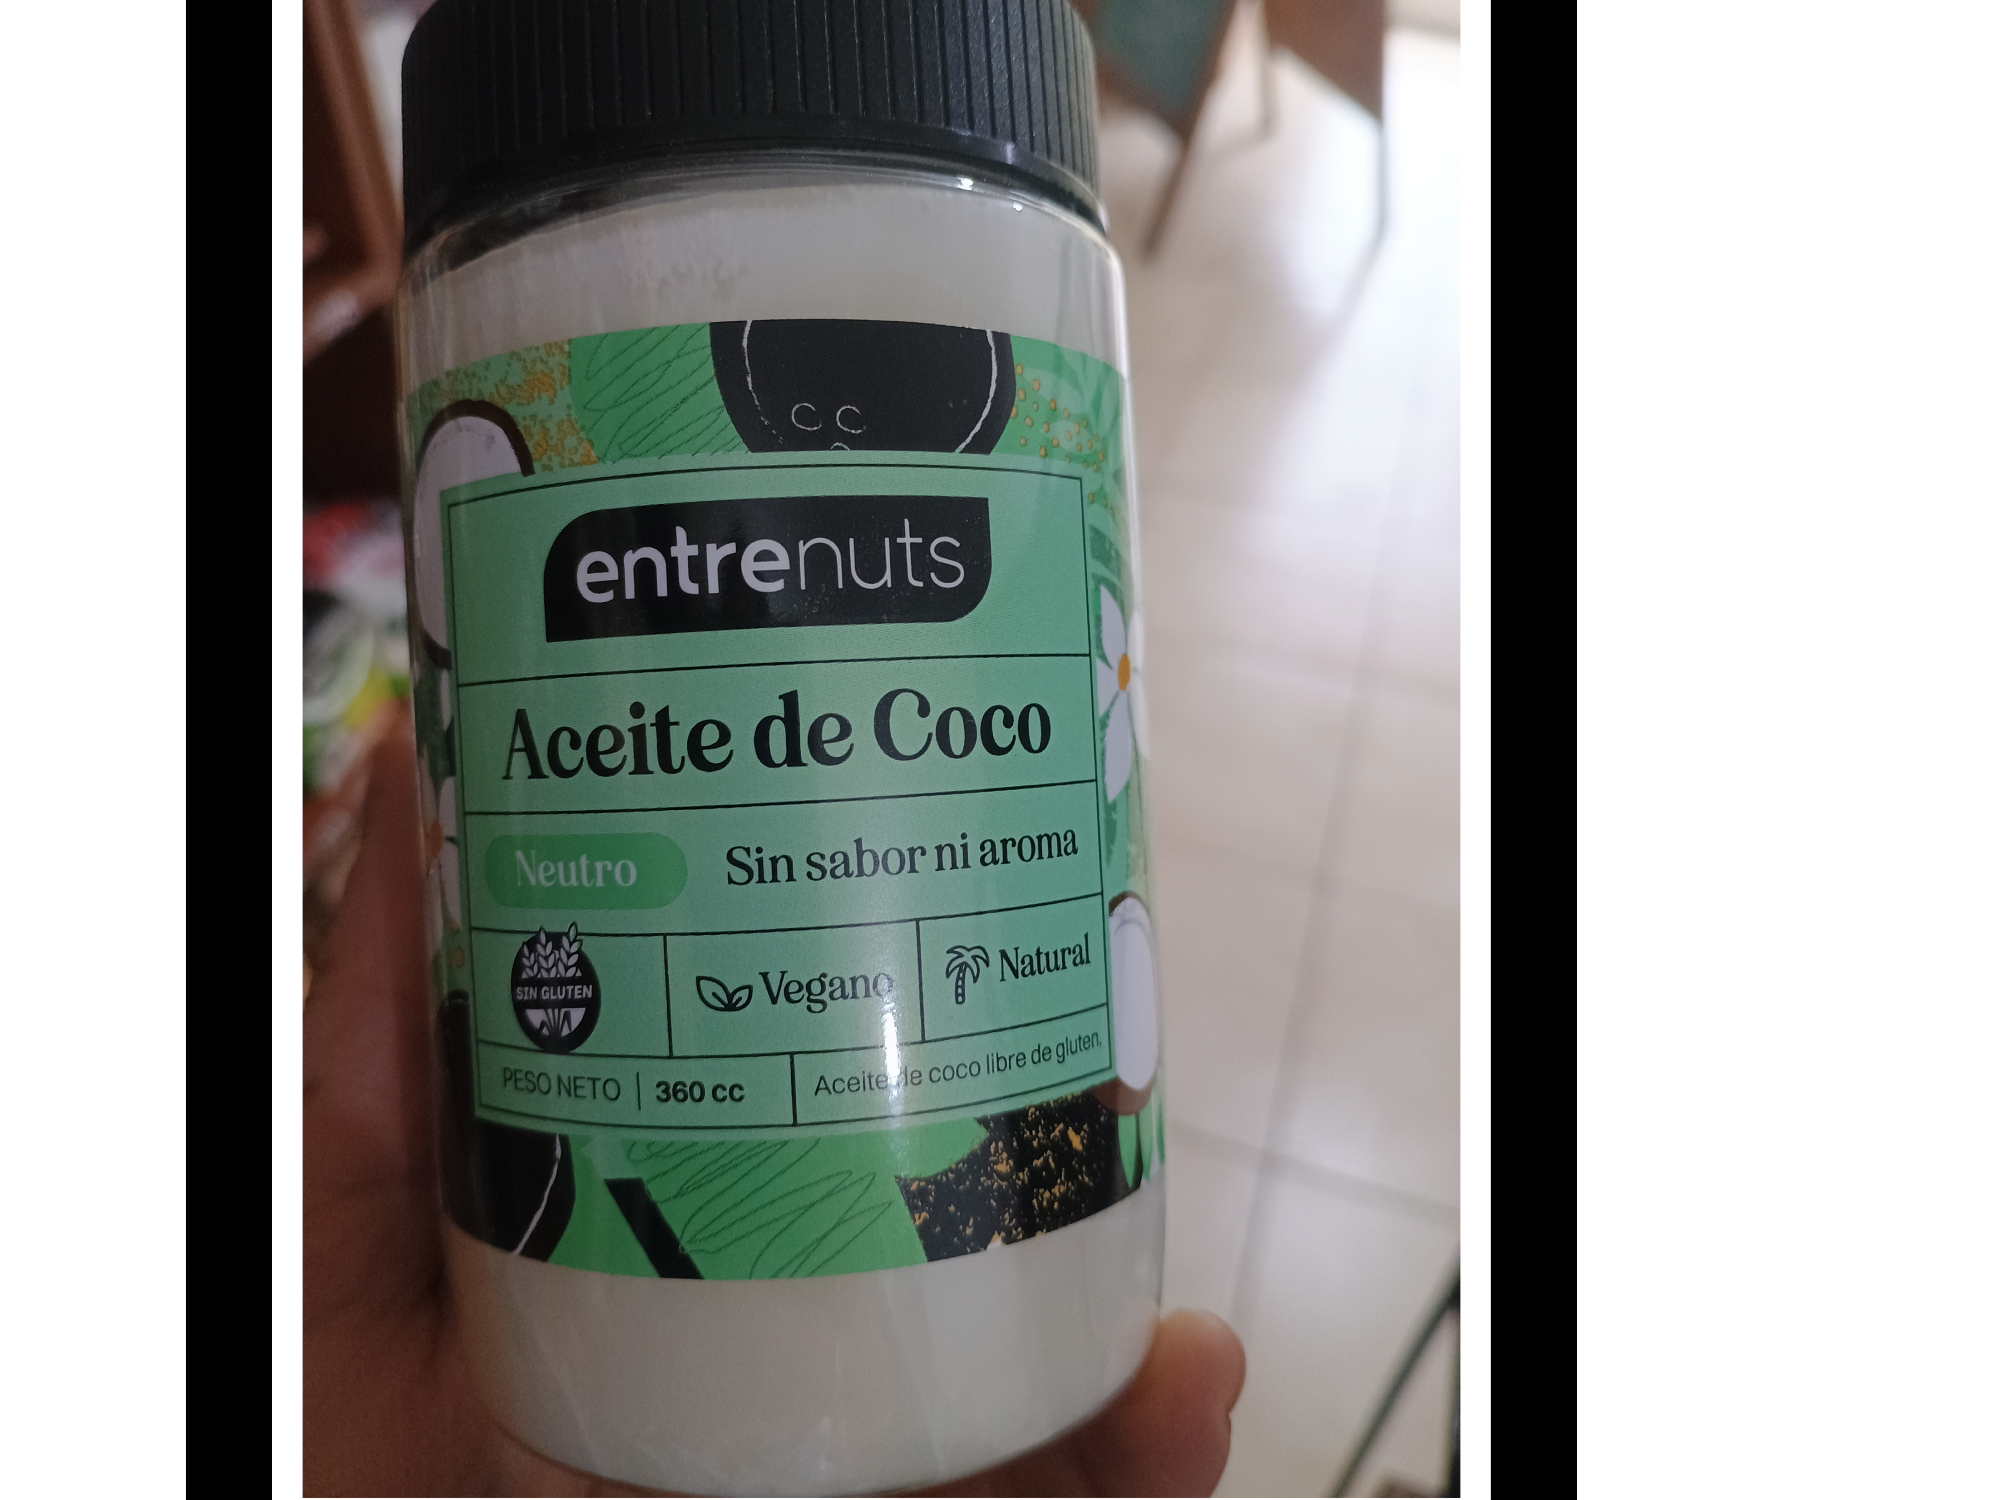 entrenuts
Aceite de Coco
Neutro Sin sabor ni aroma
SIN GLUTEN Vegano Natural
PESO NETO | 360 cc Aceite de coco libre de gluten.